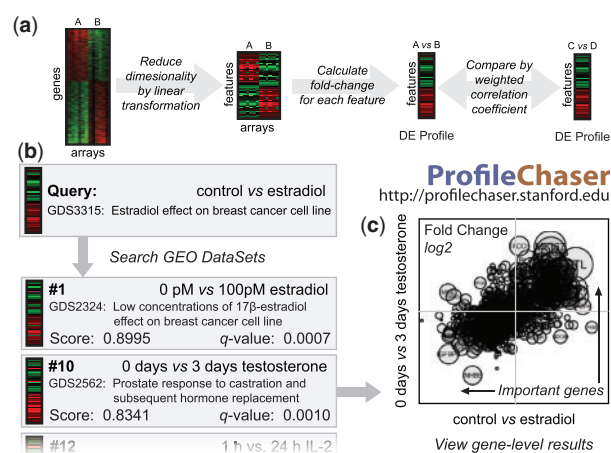 (a)
A B
genes
arrays
Reduce
dimesionality
by linear
transformation
A B
features
arrays
Calculate
fold-change
for each feature
A vs B
features
DE Profile
Compare by
weighted
correlation
coefficient
C vs D
features
DE Profile
(b)
Query: control vs estradiol
GDS3315: Estradiol effect on breast cancer cell line
Search GEO DataSets
#1 0 pM vs 100pM estradiol
GDS2324: Low concentrations of 17β-estradiol
effect on breast cancer cell line
Score: 0.8995 q-value: 0.0007
#10 0 days vs 3 days testosterone
GDS2562: Prostate response to castration and
subsequent hormone replacement
Score: 0.8341 q-value: 0.0010
#12 1 h vs. 24 h IL-2
ProfileChaser
http://profilechaser.stanford.edu
(c)
Fold Change
log2
0 days vs 3 days testosterone
Important genes
control vs estradiol
View gene-level results